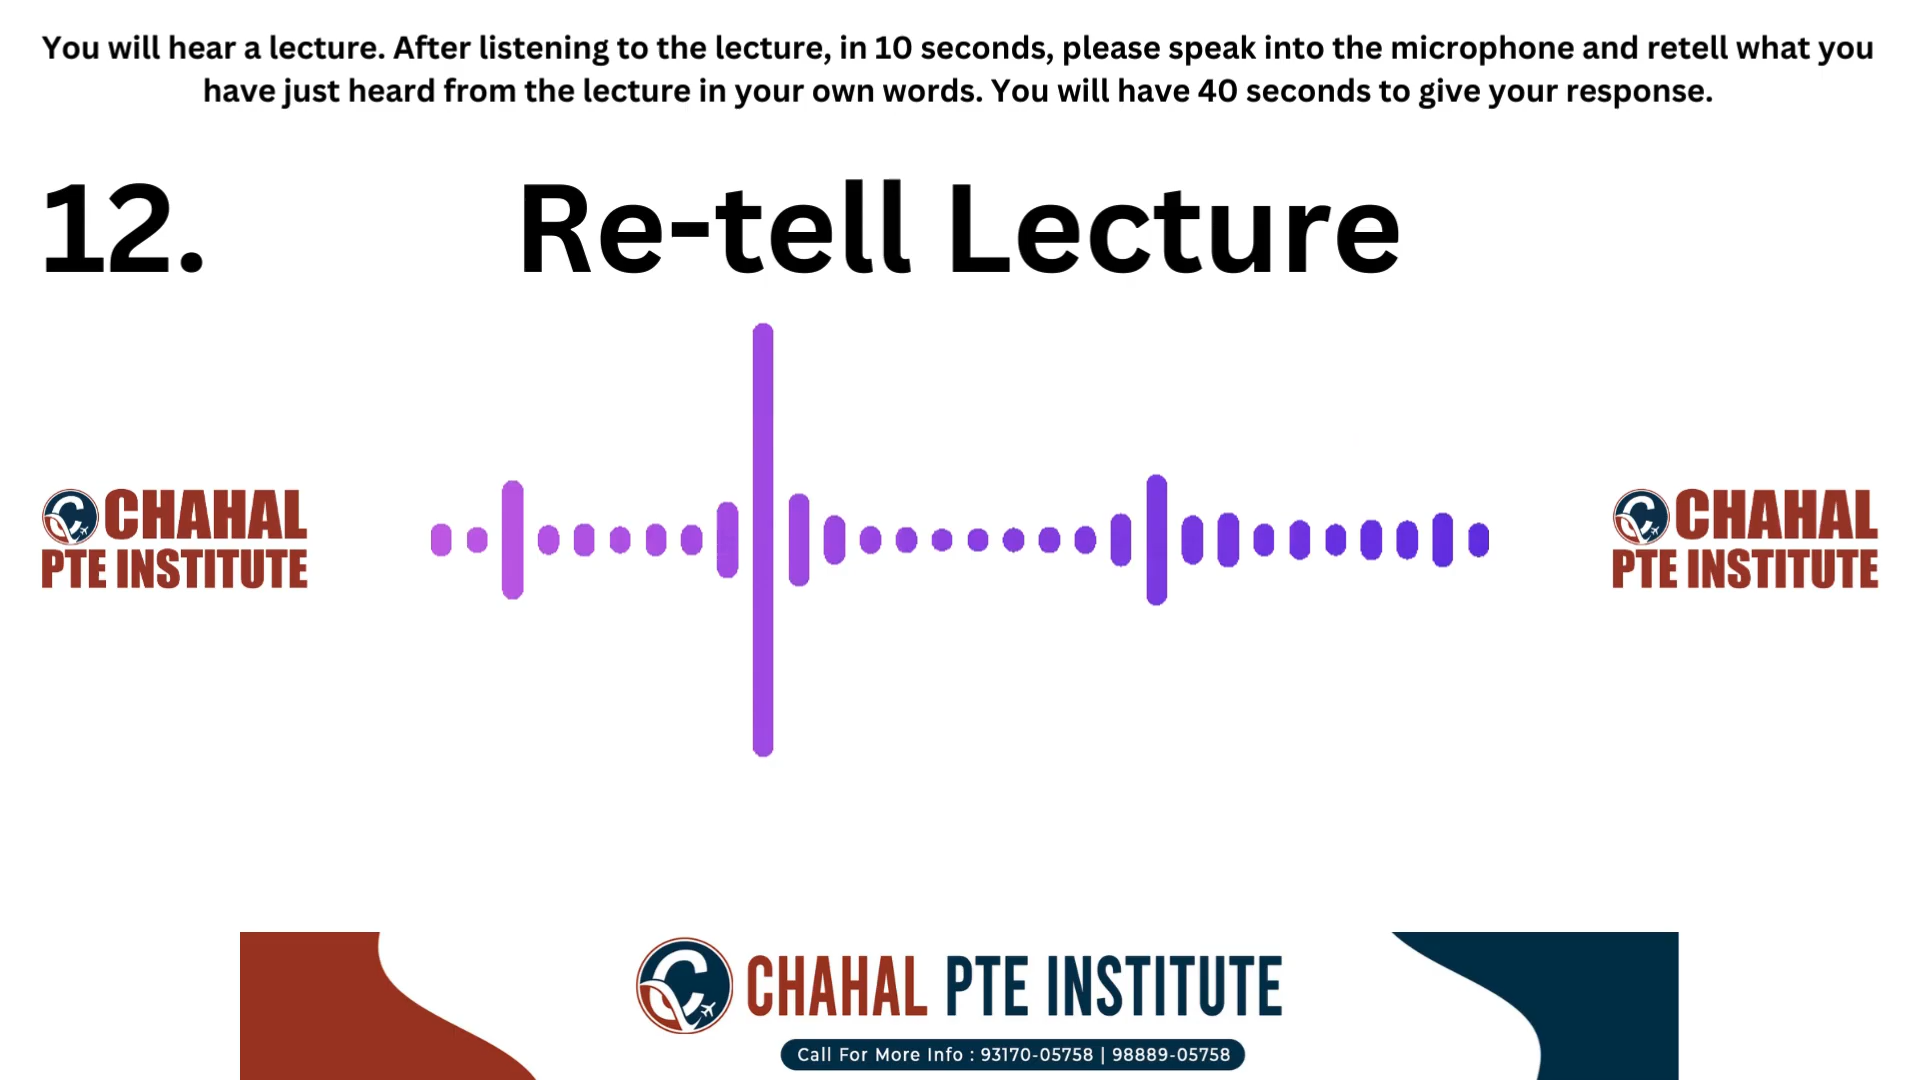 You will hear a lecture. After listening to the lecture, in 10 seconds, please speak into the microphone and retell what you
have just heard from the lecture in your own words. You will have 40 seconds to give your response.
12. Re-tell Lecture
CHAHAL
PTE INSTITUTE
CHAHAL
PTE INSTITUTE
CHAHAL PTE INSTITUTE
Call For More Info : 93170-05758 | 98889-05758